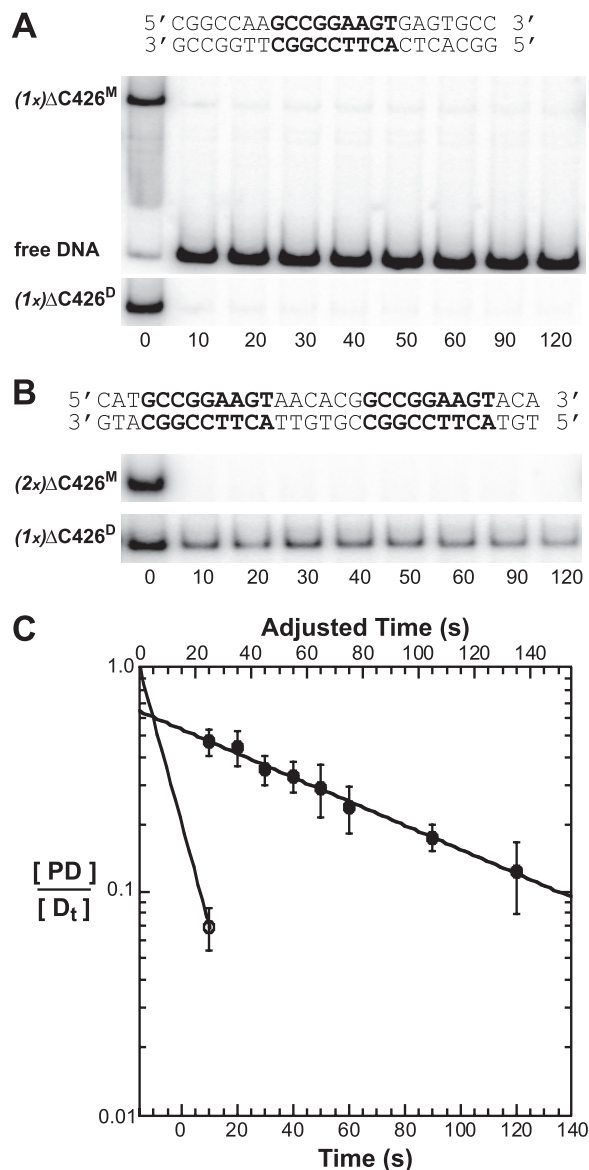 A
5′CGGCCAAGCCGGAAGTGAGTGCC 3′
3′GCCGGTTCGGCCTTCACTCACGG 5′
(1x)ΔC426ᴹ
free DNA
(1x)ΔC426ᴰ
0 10 20 30 40 50 60 90 120
B
5′CATGCCGGAAGTAACACGGCCGGAAGTACA 3′
3′GTACGGCCTTCATTGTGCCGGCCTTCATGT 5′
(2x)ΔC426ᴹ
(1x)ΔC426ᴰ
0 10 20 30 40 50 60 90 120
C
Adjusted Time (s)
0 20 40 60 80 100 120 140
1.0
[ PD ]
[ Dₜ ]
0.1
0.01
0 20 40 60 80 100 120 140
Time (s)